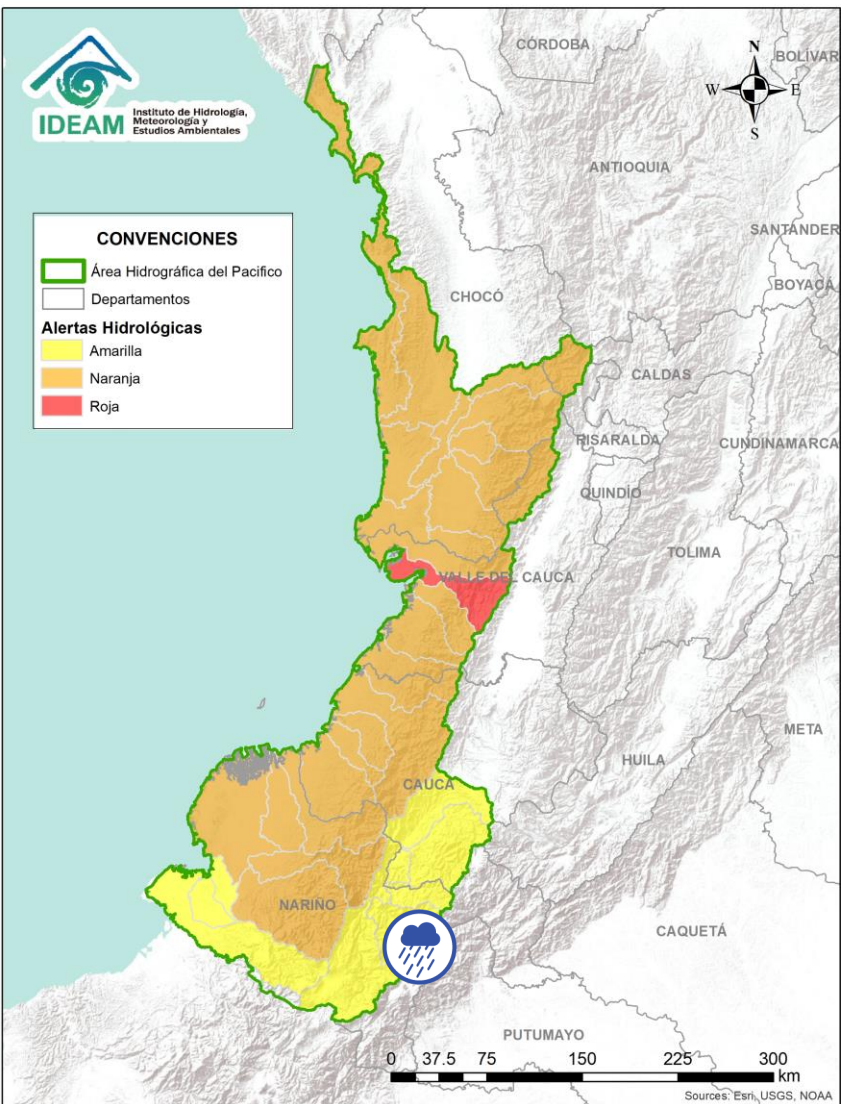 IDEAM
Instituto de Hidrología,
Meteorología y
Estudios Ambientales
CÓRDOBA
N
BOLÍVAR
W
E
S
ANTIOQUIA
CONVENCIONES
Área Hidrográfica del Pacifico
Departamentos
Alertas Hidrológicas
Amarilla
Naranja
Roja
SANTANDER
BOYACÁ
CHOCÓ
CALDAS
RISARALDA
CUNDINAMARCA
QUINDÍO
TOLIMA
VALLE DEL CAUCA
META
HUILA
CAUCA
NARIÑO
CAQUETÁ
PUTUMAYO
0 37.5 75 150 225 300
km
Sources: Esri, USGS, NOAA